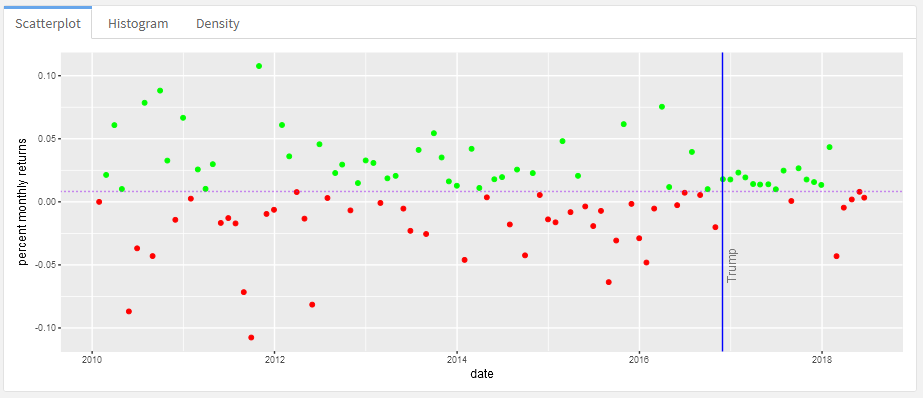 Scatterplot Histogram Density
percent monthly returns
0.10
0.05
0.00
-0.05
-0.10
Trump
2010 2012 2014 2016 2018
date